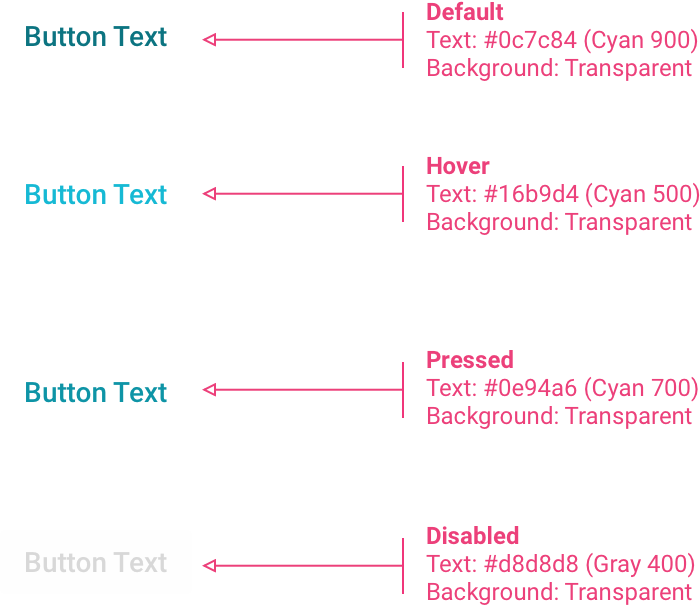 Button Text
Default
Text: #0c7c84 (Cyan 900)
Background: Transparent
Button Text
Hover
Text: #16b9d4 (Cyan 500)
Background: Transparent
Button Text
Pressed
Text: #0e94a6 (Cyan 700)
Background: Transparent
Button Text
Disabled
Text: #d8d8d8 (Gray 400)
Background: Transparent